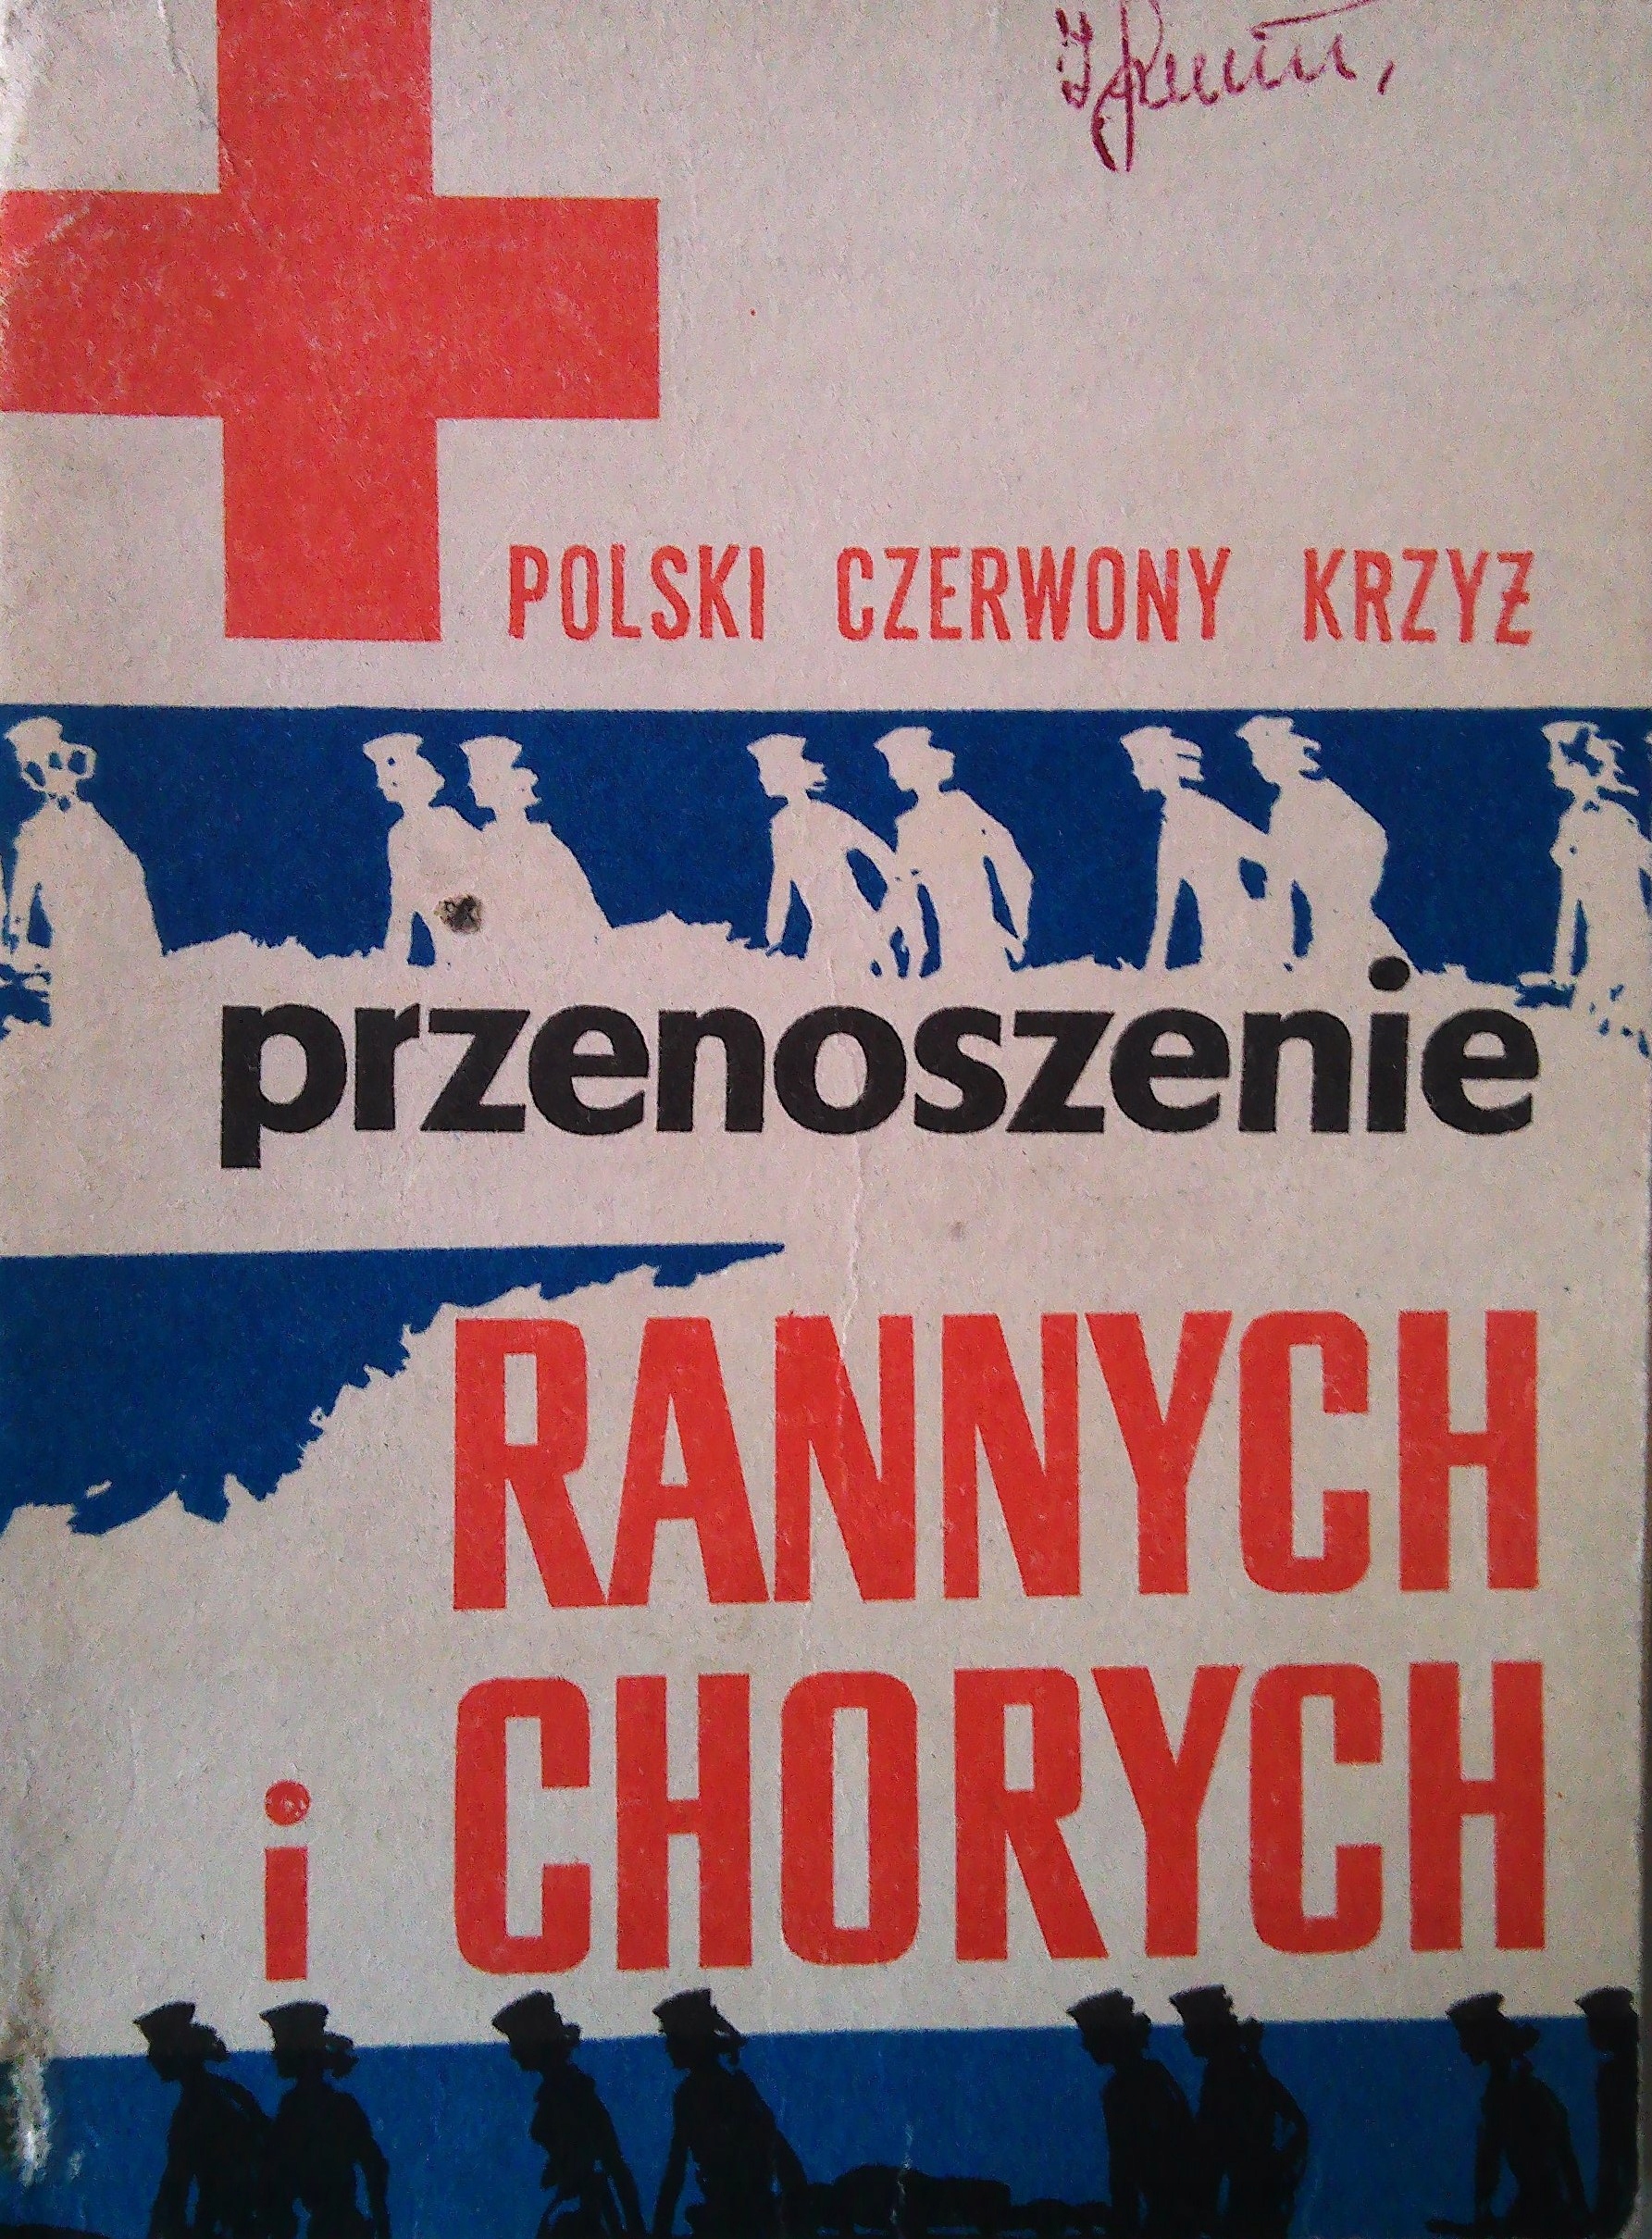 POLSKI CZERWONY KRZYŻ
przenoszenie
RANNYCH
i CHORYCH